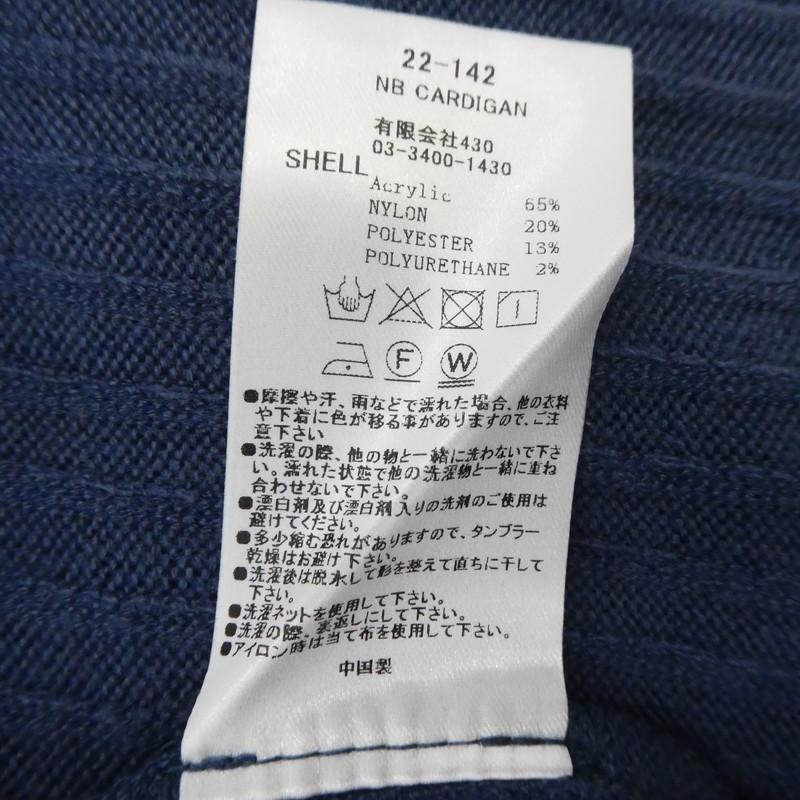 22-142
NB CARDIGAN
有限会社430
03-3400-1430
SHELL
Acrylic 65%
NYLON 20%
POLYESTER 13%
POLYURETHANE 2%
F W
●摩擦や汗、雨などで濡れた場合、他の衣料
や下着に色が移る事がありますので、ご注
意下さい
●洗濯の際、他の物と一緒に洗わないで下さ
い。濡れた状態で他の洗濯物と一緒に重ね
合わせないで下さい。
●漂白剤及び漂白剤入りの洗剤のご使用は
避けてください。
●多少縮む恐れがありますので、タンブラー
乾燥はお避け下さい。
●洗濯後は脱水して形を整えて直ちに干して
下さい。
●洗濯ネットを使用して下さい。
●洗濯の際、裏返しにして下さい。
●アイロン時は当て布を使用して下さい。
中国製